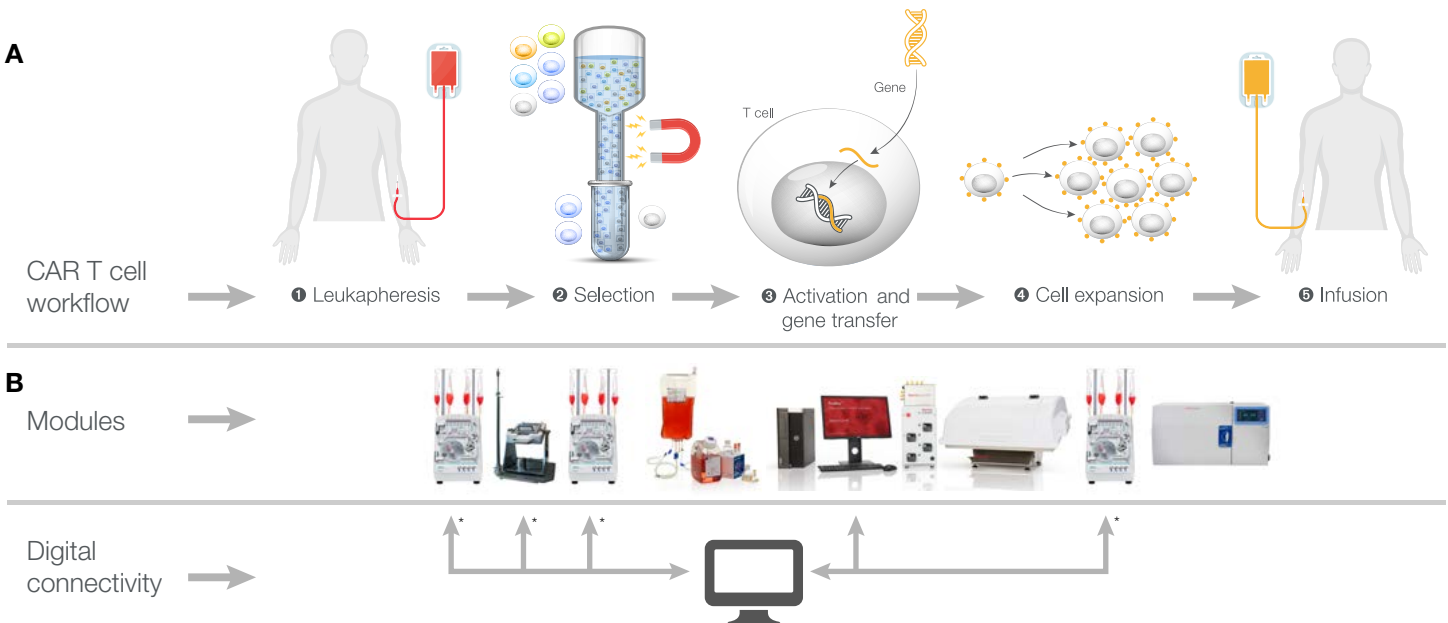 A
Gene
T cell
CAR T cell
workflow
❶ Leukapheresis
❷ Selection
❸ Activation and
gene transfer
❹ Cell expansion
❺ Infusion
B
Modules
* * * *
Digital
connectivity